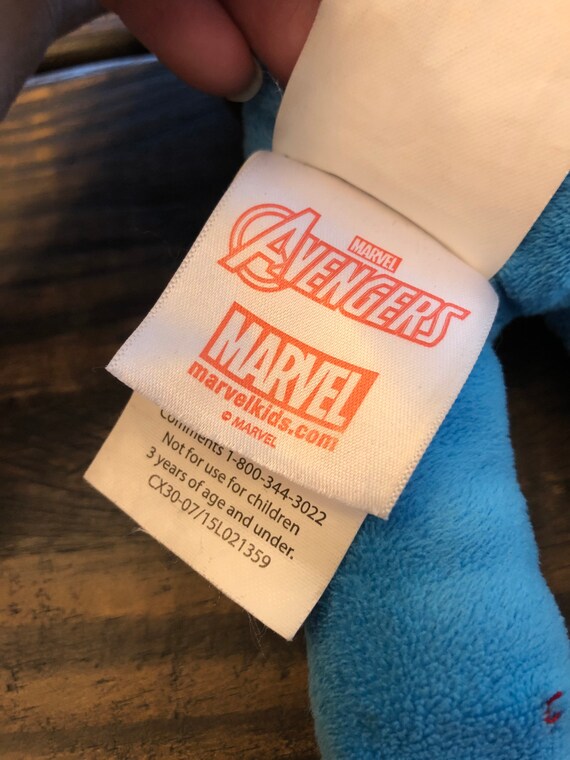 MARVEL
AVENGERS
MARVEL
marvelkids.com
© MARVEL
Comments 1-800-344-3022
Not for use for children
3 years of age and under.
CX30-07/15L021359